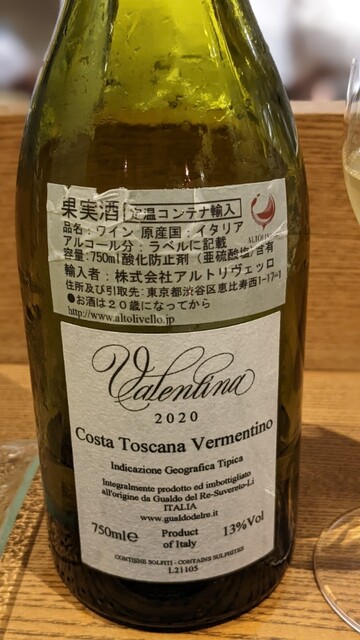 果実酒 定温コンテナ輸入
品名：ワイン 原産国：イタリア
アルコール分：ラベルに記載
容量:750ml 酸化防止剤（亜硫酸塩）含有
輸入者：株式会社アルトリヴェッロ
住所及び引取先：東京都渋谷区恵比寿西1-17-1
●お酒は２０歳になってから
http://www.altolivello.jp
Valentina
2020
Costa Toscana Vermentino
Indicazione Geografica Tipica
Integralmente prodotto ed imbottigliato
all'origine da Gualdo del Re-Suvereto-Li
ITALIA
www.gualdodelre.it
750ml℮ Product of Italy 13%Vol
CONTIENE SOLFITI - CONTAINS SULFITES
L21105